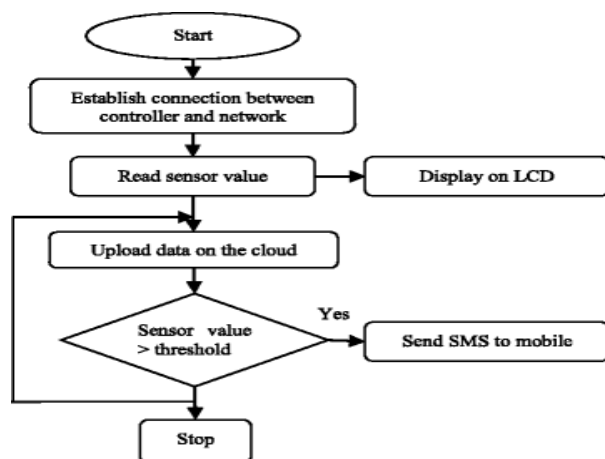 Start
Establish connection between
controller and network
Read sensor value
Display on LCD
Upload data on the cloud
Sensor value
> threshold
Yes
Send SMS to mobile
Stop